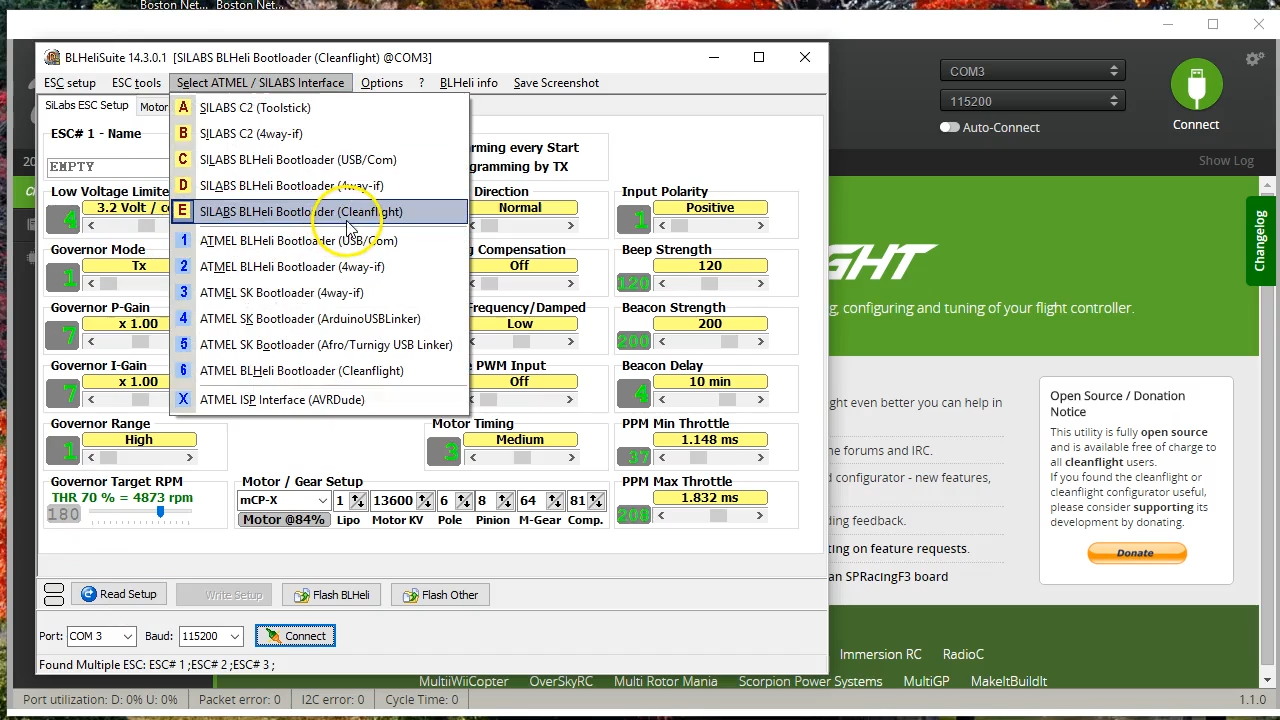 Boston Net... Boston Net...
BLHeliSuite 14.3.0.1 [SILABS BLHeli Bootloader (Cleanflight) @COM3]
ESC setup ESC tools Select ATMEL / SILABS Interface Options ? BLHeli info Save Screenshot
SiLabs ESC Setup Motor
A SILABS C2 (Toolstick)
B SILABS C2 (4way-if)
C SILABS BLHeli Bootloader (USB/Com)
D SILABS BLHeli Bootloader (4way-if)
E SILABS BLHeli Bootloader (Cleanflight)
1 ATMEL BLHeli Bootloader (USB/Com)
2 ATMEL BLHeli Bootloader (4way-if)
3 ATMEL SK Bootloader (4way-if)
4 ATMEL SK Bootloader (ArduinoUSBLinker)
5 ATMEL SK Bootloader (Afro/Turnigy USB Linker)
6 ATMEL BLHeli Bootloader (Cleanflight)
X ATMEL ISP Interface (AVRDude)
ESC# 1 - Name
EMPTY
rming every Start
gramming by TX
Low Voltage Limite
4 3.2 Volt / c
Governor Mode
1 Tx
Governor P-Gain
7 x 1.00
Governor I-Gain
7 x 1.00
Governor Range
1 High
Governor Target RPM
THR 70 % = 4873 rpm
180
Direction
Normal
g Compensation
Off
Frequency/Damped
Low
e PWM Input
Off
Motor Timing
3 Medium
Motor / Gear Setup
mCP-X 1 13600 6 8 64 81
Motor @84% Lipo Motor KV Pole Pinion M-Gear Comp.
Input Polarity
1 Positive
Beep Strength
120 120
Beacon Strength
200 200
Beacon Delay
4 10 min
PPM Min Throttle
37 1.148 ms
PPM Max Throttle
208 1.832 ms
Read Setup Write Setup Flash BLHeli Flash Other
Port: COM 3 Baud: 115200 Connect
Found Multiple ESC: ESC# 1 ;ESC# 2 ;ESC# 3 ;
COM3
115200
Auto-Connect
Connect
20
Show Log
Cl
GHT
g, configuring and tuning of your flight controller.
Changelog
ght even better you can help in
e forums and IRC.
d configurator - new features,
ding feedback.
ting on feature requests.
an SPRacingF3 board
Open Source / Donation
Notice
This utility is fully open source
and is available free of charge to
all cleanflight users.
If you found the cleanflight or
cleanflight configurator useful,
please consider supporting its
development by donating.
Donate
Immersion RC RadioC
MultiWiiCopter OverSkyRC Multi Rotor Mania Scorpion Power Systems MultiGP MakeItBuildIt
Port utilization: D: 0% U: 0% Packet error: 0 I2C error: 0 Cycle Time: 0 1.1.0